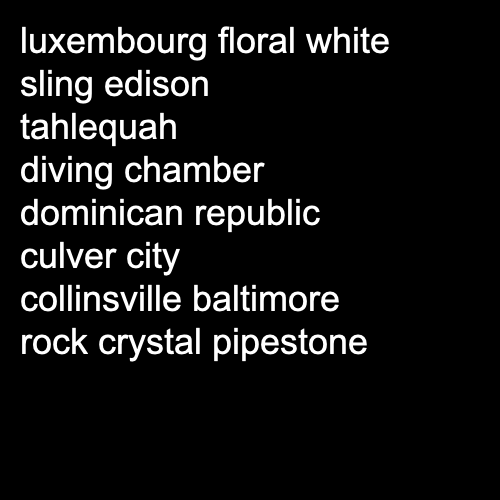 luxembourg floral white
sling edison
tahlequah
diving chamber
dominican republic
culver city
collinsville baltimore
rock crystal pipestone